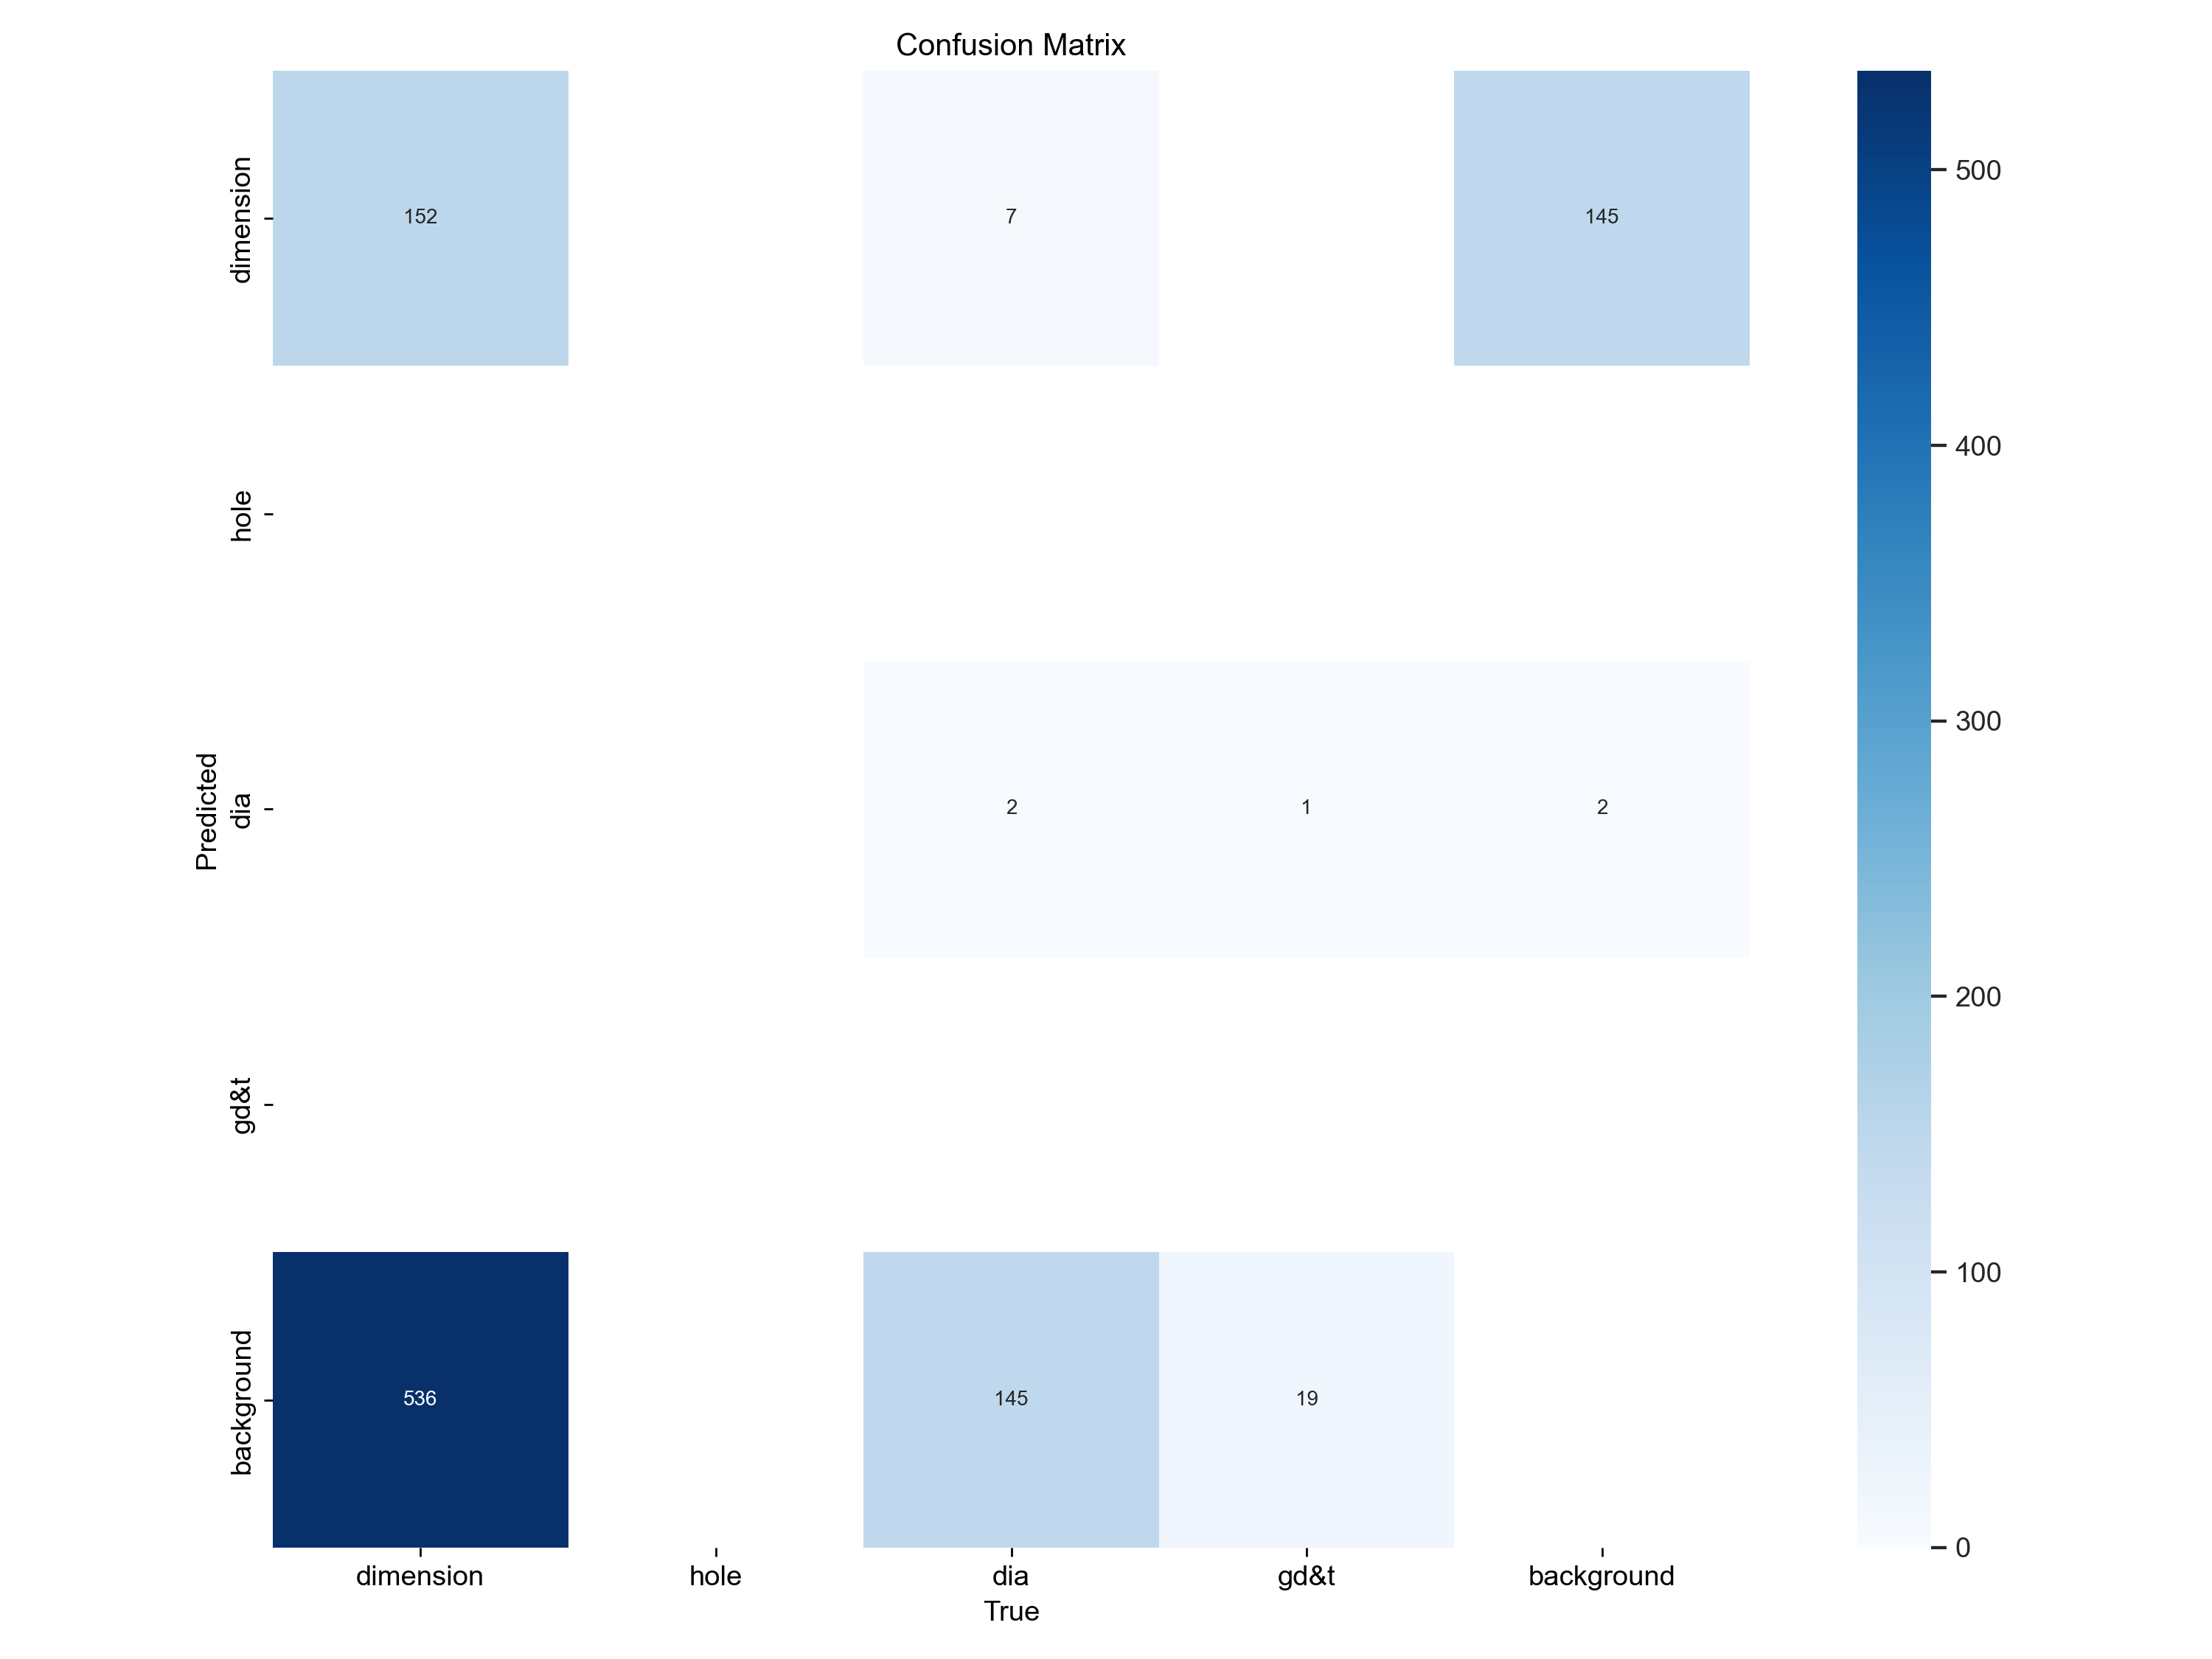 Confusion Matrix
dimension
152
7
145
hole
Predicted
dia
2
1
2
gd&t
background
536
145
19
dimension
hole
dia
gd&t
background
True
500
400
300
200
100
0